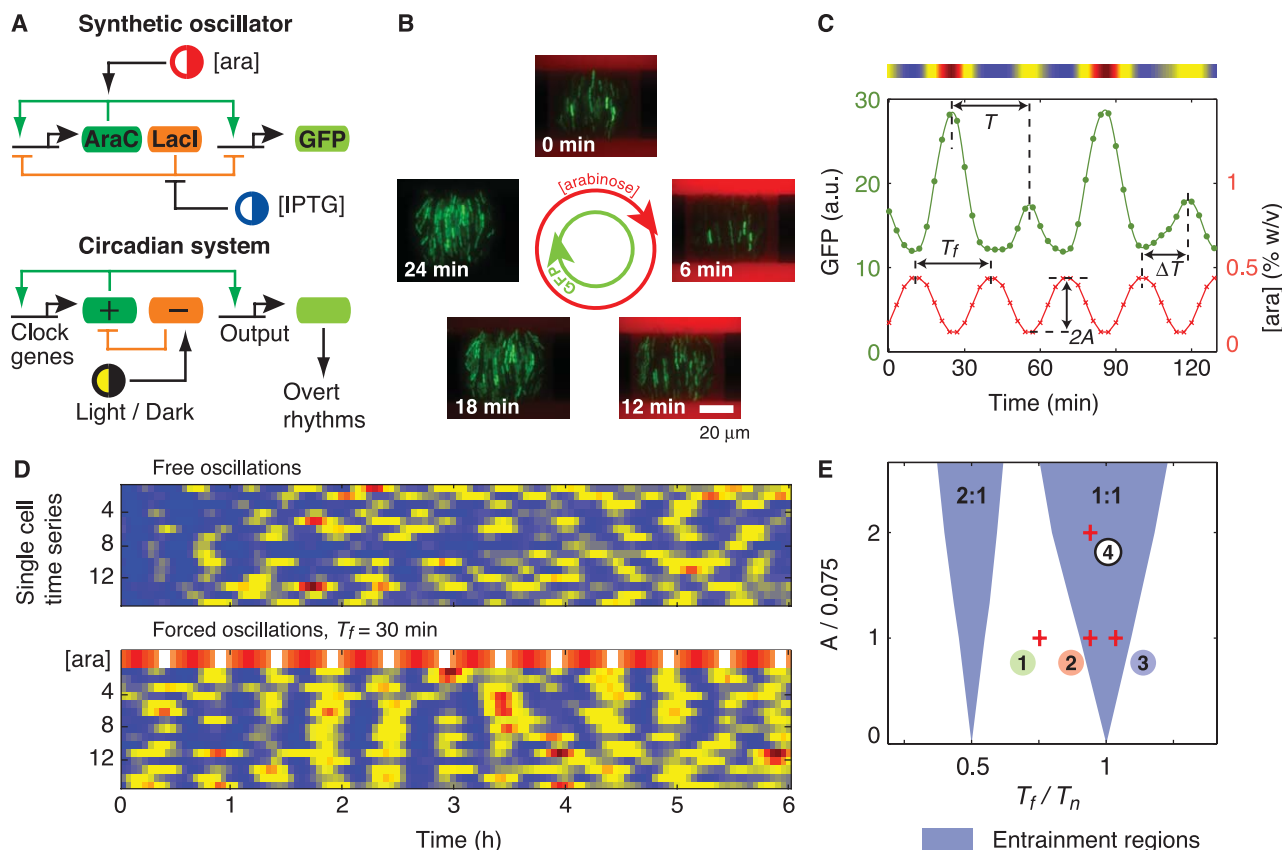 A
Synthetic oscillator
[ara]
AraC
LacI
GFP
[IPTG]
Circadian system
+
−
Clock
genes
Output
Light / Dark
Overt
rhythms
B
0 min
[arabinose]
GFP
24 min
6 min
18 min
12 min
20 μm
C
30
20
10
0
GFP (a.u.)
T
T_f
ΔT
2A
1
0.5
0
[ara] (% w/v)
0
30
60
90
120
Time (min)
D
Free oscillations
Single cell
time series
4
8
12
Forced oscillations, T_f = 30 min
[ara]
4
8
12
0
1
2
3
4
5
6
Time (h)
E
2:1
1:1
4
1
2
3
2
1
0
A / 0.075
0.5
1
T_f / T_n
Entrainment regions